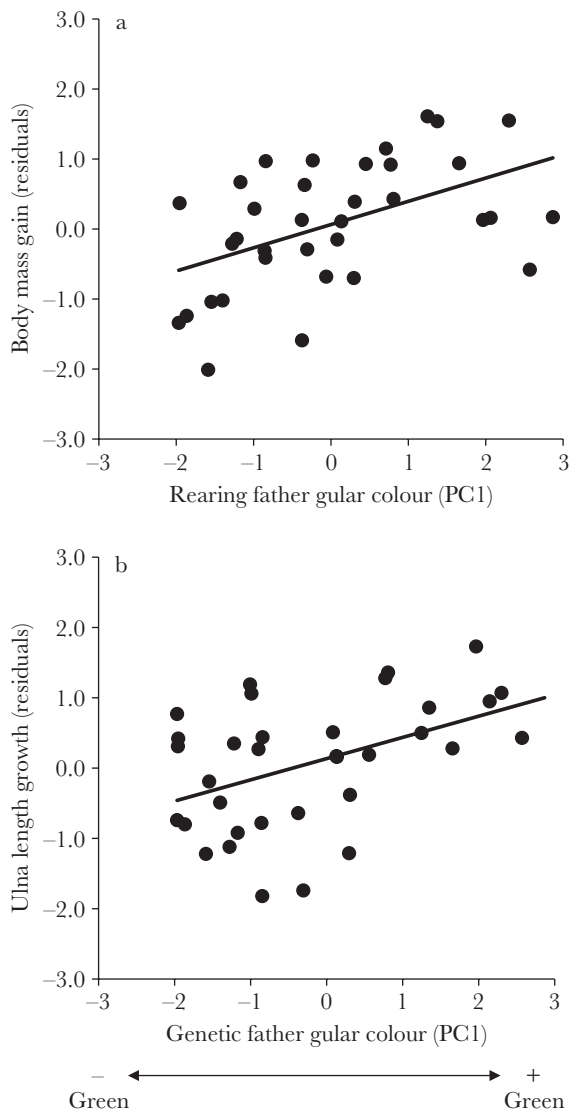 3.0
a
2.0
1.0
0.0
–1.0
–2.0
–3.0
Body mass gain (residuals)
–3 –2 –1 0 1 2 3
Rearing father gular colour (PC1)
3.0
b
2.0
1.0
0.0
–1.0
–2.0
–3.0
Ulna length growth (residuals)
–3 –2 –1 0 1 2 3
Genetic father gular colour (PC1)
– +
Green Green